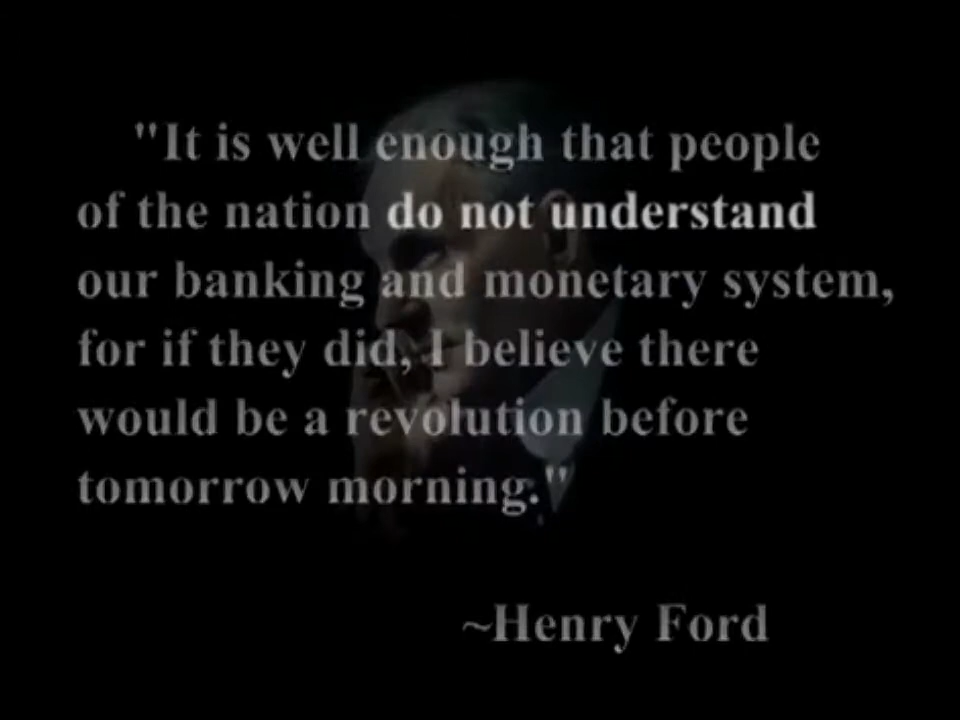 "It is well enough that people
of the nation do not understand
our banking and monetary system,
for if they did, I believe there
would be a revolution before
tomorrow morning."
~Henry Ford